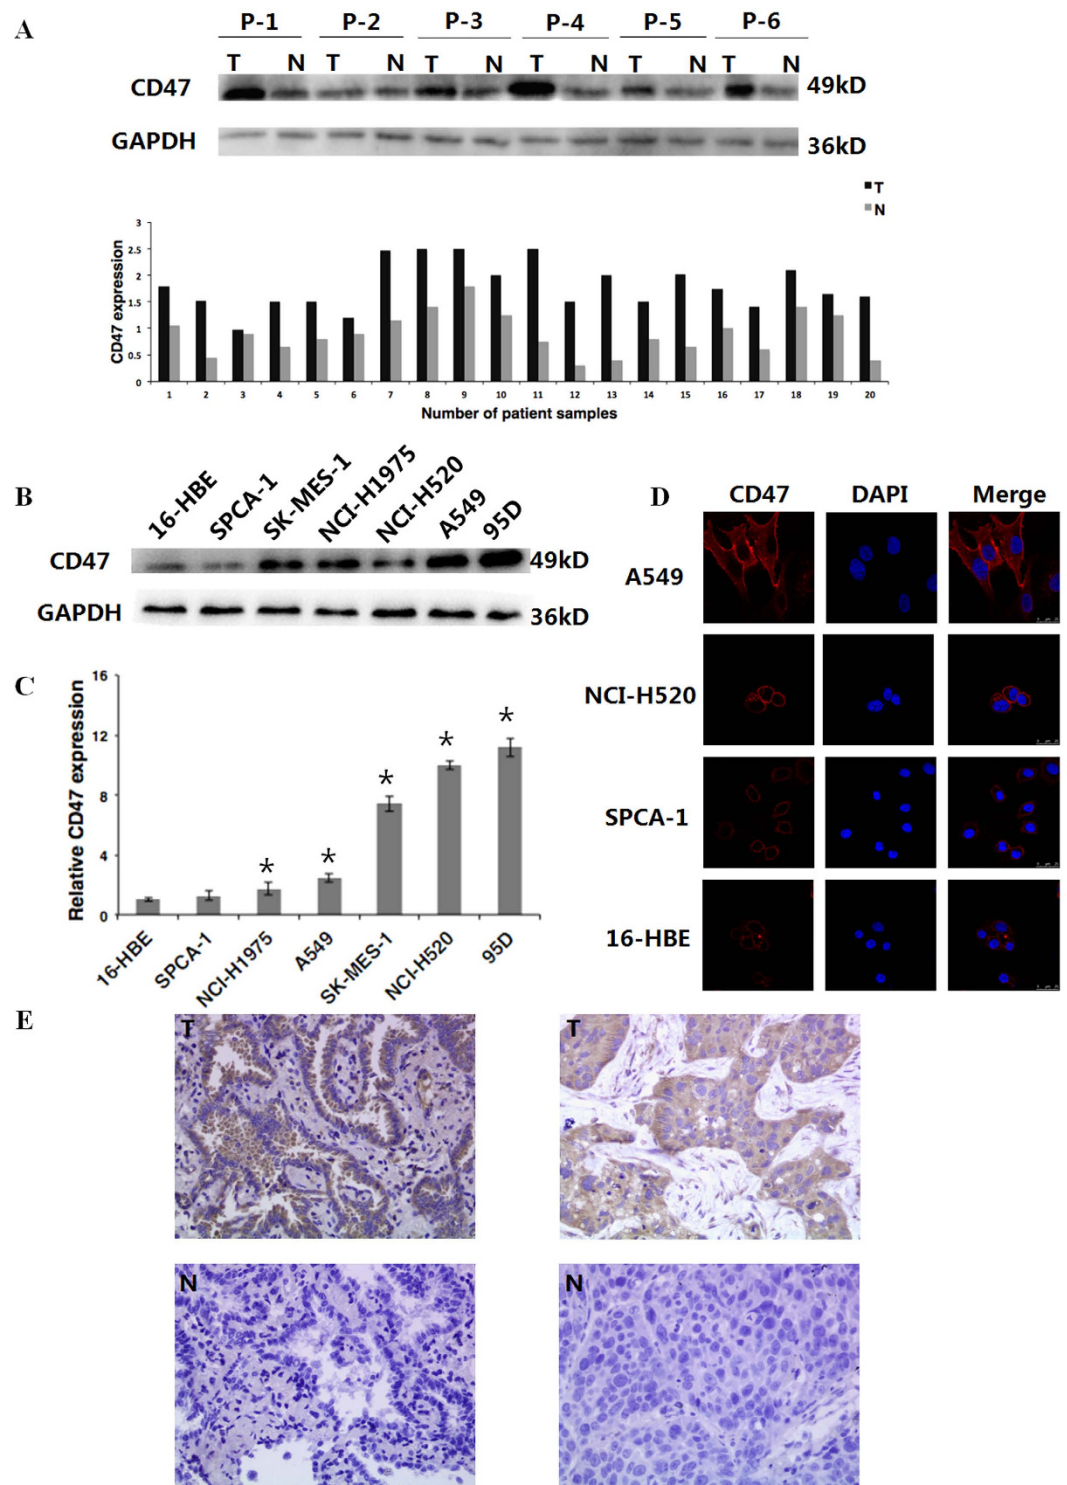 A
P-1 P-2 P-3 P-4 P-5 P-6
T N T N T N T N T N T N
CD47 49kD
GAPDH 36kD
T
N
CD47 expression
3
2.5
2
1.5
1
0.5
0
1 2 3 4 5 6 7 8 9 10 11 12 13 14 15 16 17 18 19 20
Number of patient samples
B
16-HBE SPCA-1 SK-MES-1 NCI-H1975 NCI-H520 A549 95D
CD47 49kD
GAPDH 36kD
C
Relative CD47 expression
16
12
8
4
0
* * * * *
16-HBE SPCA-1 NCI-H1975 A549 SK-MES-1 NCI-H520 95D
D
CD47 DAPI Merge
A549
NCI-H520
SPCA-1
16-HBE
E
T T
N N